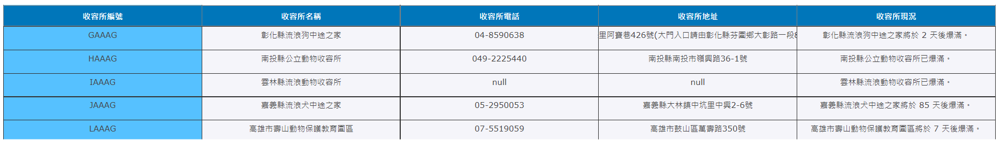 收容所編號 收容所名稱 收容所電話 收容所地址 收容所現況
GAAAG 彰化縣流浪狗中途之家 04-8590638 里阿寶巷426號(大門入口請由彰化縣芬園鄉大彰路一段 彰化縣流浪狗中途之家將於 2 天後爆滿。
HAAAG 南投縣公立動物收容所 049-2225440 南投縣南投市嶺興路36-1號 南投縣公立動物收容所已爆滿。
IAAAG 雲林縣流浪動物收容所 null null 雲林縣流浪動物收容所已爆滿。
JAAAG 嘉義縣流浪犬中途之家 05-2950053 嘉義縣大林鎮中坑里中興2-6號 嘉義縣流浪犬中途之家將於 85 天後爆滿。
LAAAG 高雄市壽山動物保護教育園區 07-5519059 高雄市鼓山區萬壽路350號 高雄市壽山動物保護教育園區將於 7 天後爆滿。